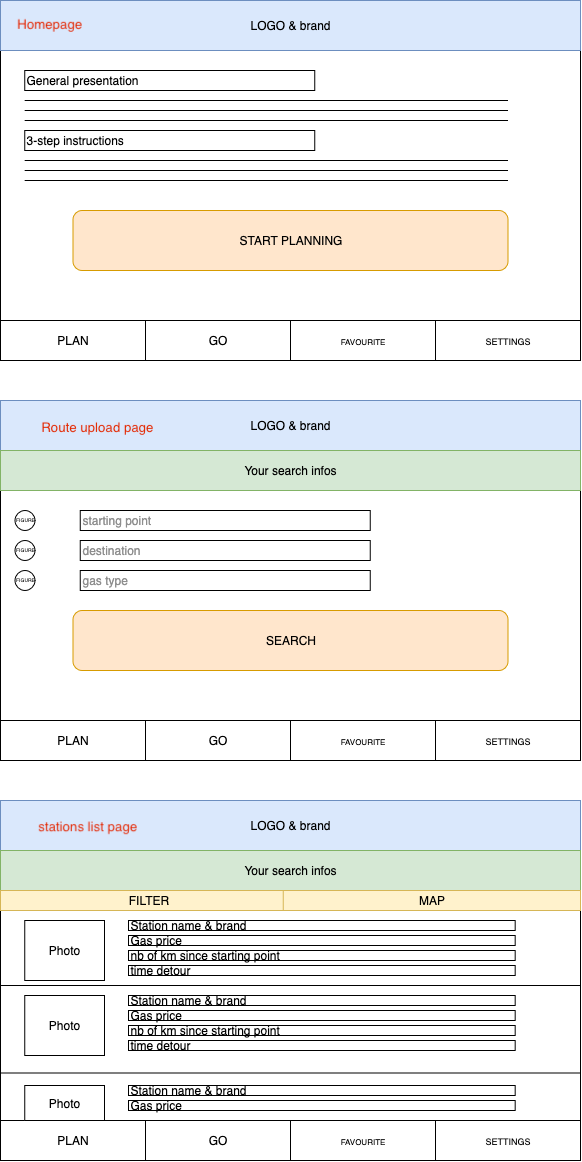 Homepage
LOGO & brand
General presentation
3-step instructions
START PLANNING
PLAN GO FAVOURITE SETTINGS
Route upload page
LOGO & brand
Your search infos
FIGURE starting point
FIGURE destination
FIGURE gas type
SEARCH
PLAN GO FAVOURITE SETTINGS
stations list page
LOGO & brand
Your search infos
FILTER MAP
Photo
Station name & brand
Gas price
nb of km since starting point
time detour
Photo
Station name & brand
Gas price
nb of km since starting point
time detour
Photo
Station name & brand
Gas price
PLAN GO FAVOURITE SETTINGS